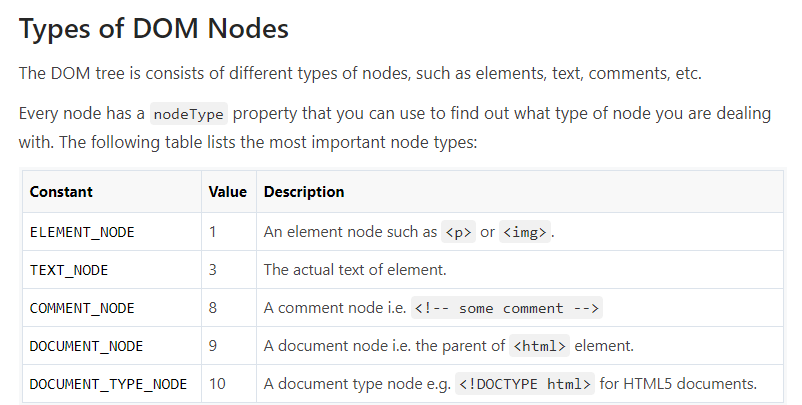 Types of DOM Nodes
The DOM tree is consists of different types of nodes, such as elements, text, comments, etc.
Every node has a nodeType property that you can use to find out what type of node you are dealing
with. The following table lists the most important node types:
Constant Value Description
ELEMENT_NODE 1 An element node such as <p> or <img>.
TEXT_NODE 3 The actual text of element.
COMMENT_NODE 8 A comment node i.e. <!-- some comment -->
DOCUMENT_NODE 9 A document node i.e. the parent of <html> element.
DOCUMENT_TYPE_NODE 10 A document type node e.g. <!DOCTYPE html> for HTML5 documents.